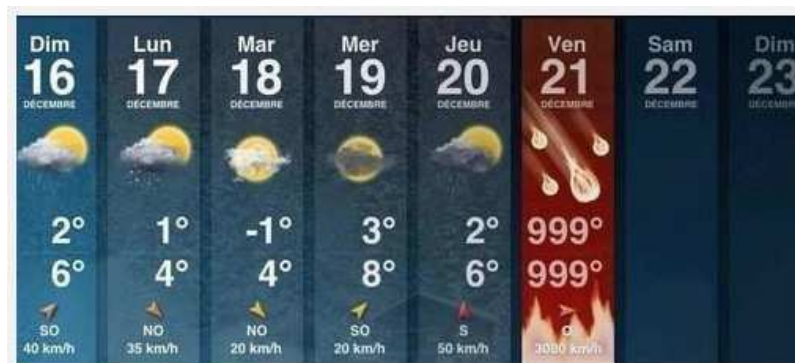 Dim
16
DÉCEMBRE
2°
6°
SO
40 km/h
Lun
17
DÉCEMBRE
1°
4°
NO
35 km/h
Mar
18
DÉCEMBRE
-1°
4°
NO
20 km/h
Mer
19
DÉCEMBRE
3°
8°
SO
20 km/h
Jeu
20
DÉCEMBRE
2°
6°
S
50 km/h
Ven
21
DÉCEMBRE
999°
999°
O
3000 km/h
Sam
22
DÉCEMBRE
Dim
23
DÉCEMBRE